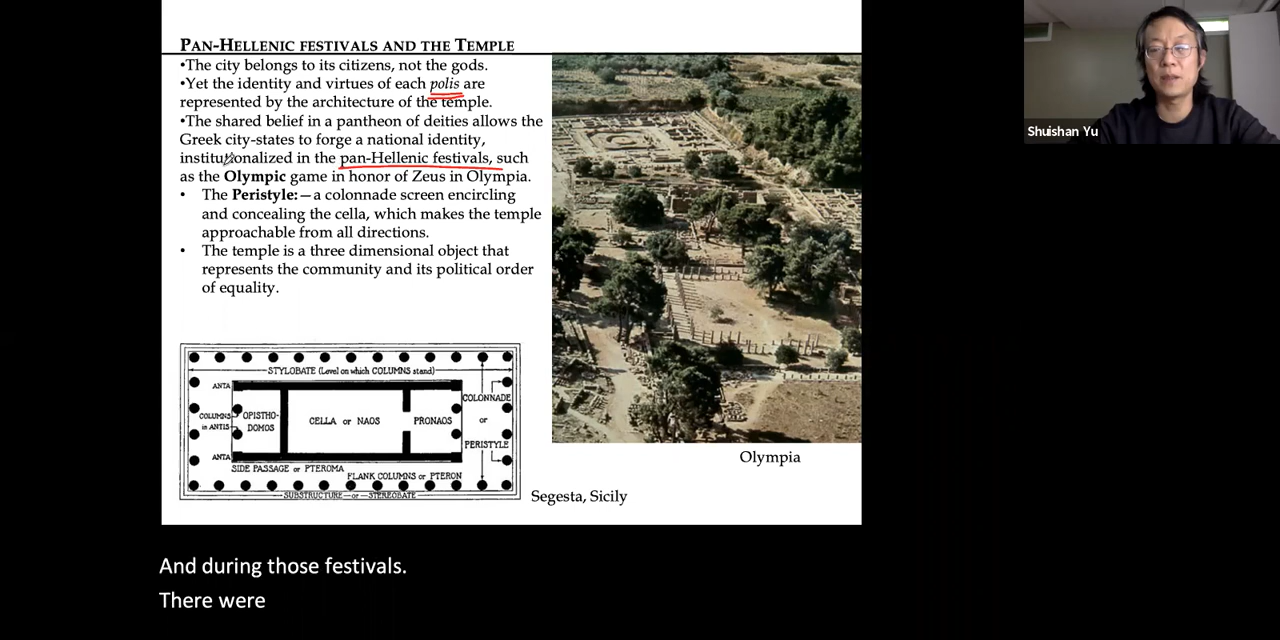 PAN-HELLENIC FESTIVALS AND THE TEMPLE
•The city belongs to its citizens, not the gods.
•Yet the identity and virtues of each polis are
represented by the architecture of the temple.
•The shared belief in a pantheon of deities allows the
Greek city-states to forge a national identity,
institutionalized in the pan-Hellenic festivals, such
as the Olympic game in honor of Zeus in Olympia.
• The Peristyle:—a colonnade screen encircling
and concealing the cella, which makes the temple
approachable from all directions.
• The temple is a three dimensional object that
represents the community and its political order
of equality.
STYLOBATE (Level on which COLUMNS stand)
ANTA
COLUMNS
in ANTIS
ANTA
OPISTHO-
DOMOS
CELLA or NAOS
PRONAOS
COLONNADE
or
PERISTYLE
SIDE PASSAGE or PTEROMA
FLANK COLUMNS or PTERON
SUBSTRUCTURE or STEREOBATE
Segesta, Sicily
Olympia
Shuishan Yu
And during those festivals.
There were